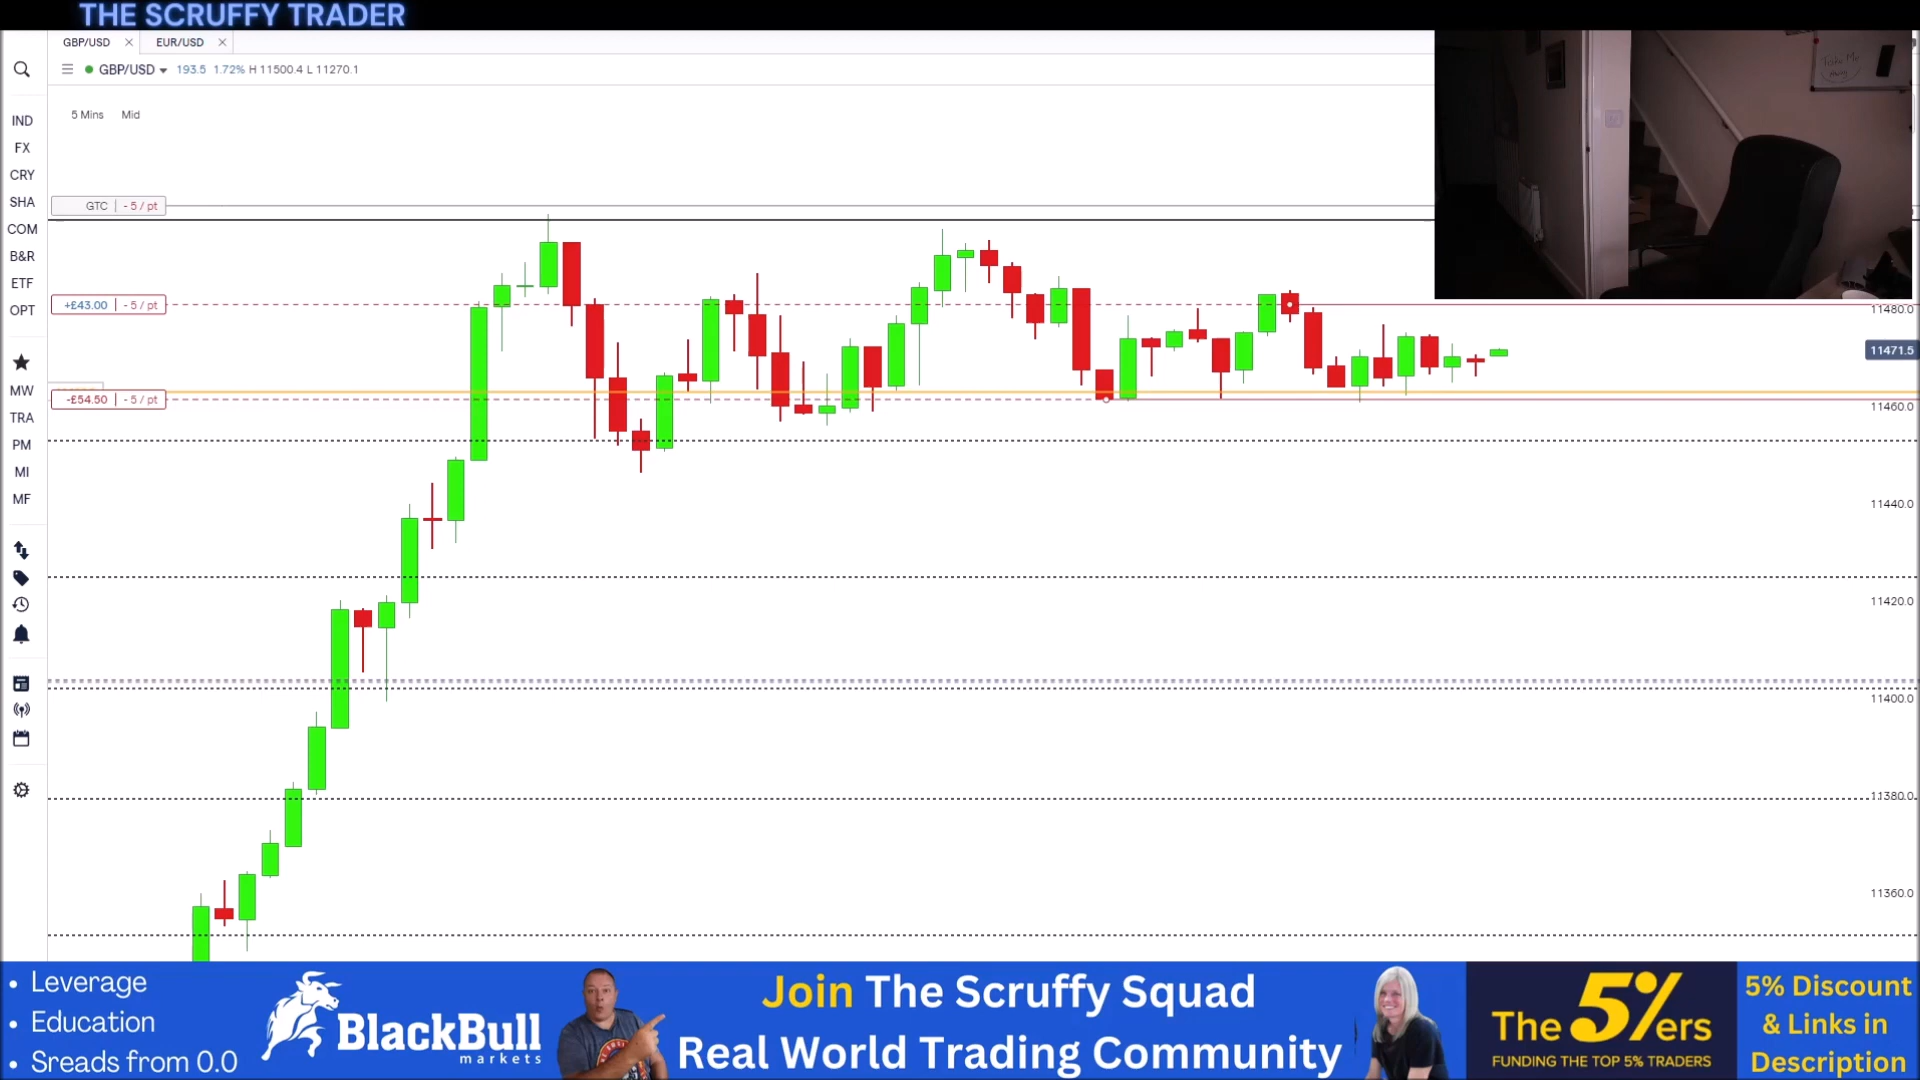 THE SCRUFFY TRADER
GBP/USD
EUR/USD
GBP/USD 193.5 1.72% H 11500.4 L 11270.1
5 Mins Mid
IND
FX
CRY
SHA
COM
B&R
ETF
OPT
MW
TRA
PM
MI
MF
GTC - 5 / pt
+£43.00 - 5 / pt
-£54.50 - 5 / pt
Take Me
Away
11480.0
11471.5
11460.0
11440.0
11420.0
11400.0
11380.0
11360.0
• Leverage
• Education
• Sreads from 0.0
BlackBull
markets
Join The Scruffy Squad
Real World Trading Community
The 5%ers
FUNDING THE TOP 5% TRADERS
5% Discount
& Links in
Description